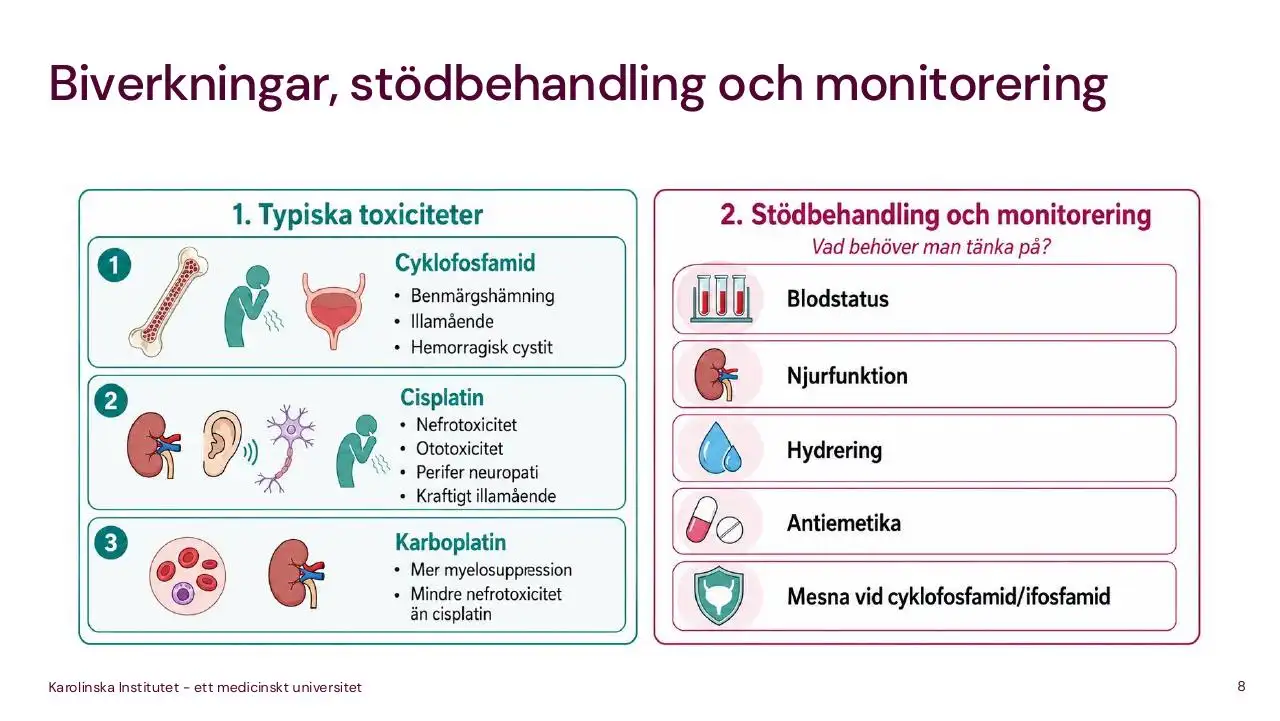 Biverkningar, stödbehandling och monitorering
1. Typiska toxiciteter
1
Cyklofosfamid
• Benmärgshämning
• Illamående
• Hemorragisk cystit
2
Cisplatin
• Nefrotoxicitet
• Ototoxicitet
• Perifer neuropati
• Kraftigt illamående
3
Karboplatin
• Mer myelosuppression
• Mindre nefrotoxicitet
än cisplatin
2. Stödbehandling och monitorering
Vad behöver man tänka på?
Blodstatus
Njurfunktion
Hydrering
Antiemetika
Mesna vid cyklofosfamid/ifosfamid
Karolinska Institutet – ett medicinskt universitet
8